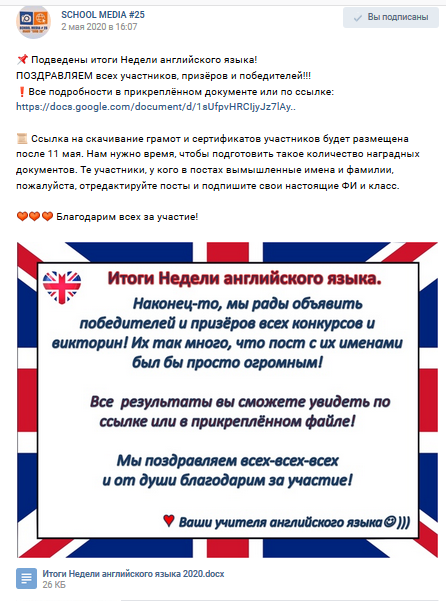 SCHOOL MEDIA #25
2 мая 2020 в 16:07
Вы подписаны
Подведены итоги Недели английского языка!
ПОЗДРАВЛЯЕМ всех участников, призёров и победителей!!!
Все подробности в прикреплённом документе или по ссылке:
https://docs.google.com/document/d/1sUfpvHRCIjyJz7lAy..
Ссылка на скачивание грамот и сертификатов участников будет размещена
после 11 мая. Нам нужно время, чтобы подготовить такое количество наградных
документов. Те участники, у кого в постах вымышленные имена и фамилии,
пожалуйста, отредактируйте посты и подпишите свои настоящие ФИ и класс.
Благодарим всех за участие!
Итоги Недели английского языка.
Наконец-то, мы рады объявить
победителей и призёров всех конкурсов и
викторин! Их так много, что пост с их именами
был бы просто огромным!
Все результаты вы сможете увидеть по
ссылке или в прикреплённом файле!
Мы поздравляем всех-всех-всех
и от души благодарим за участие!
Ваши учителя английского языка☺)))
Итоги Недели английского языка 2020.docx
26 КБ